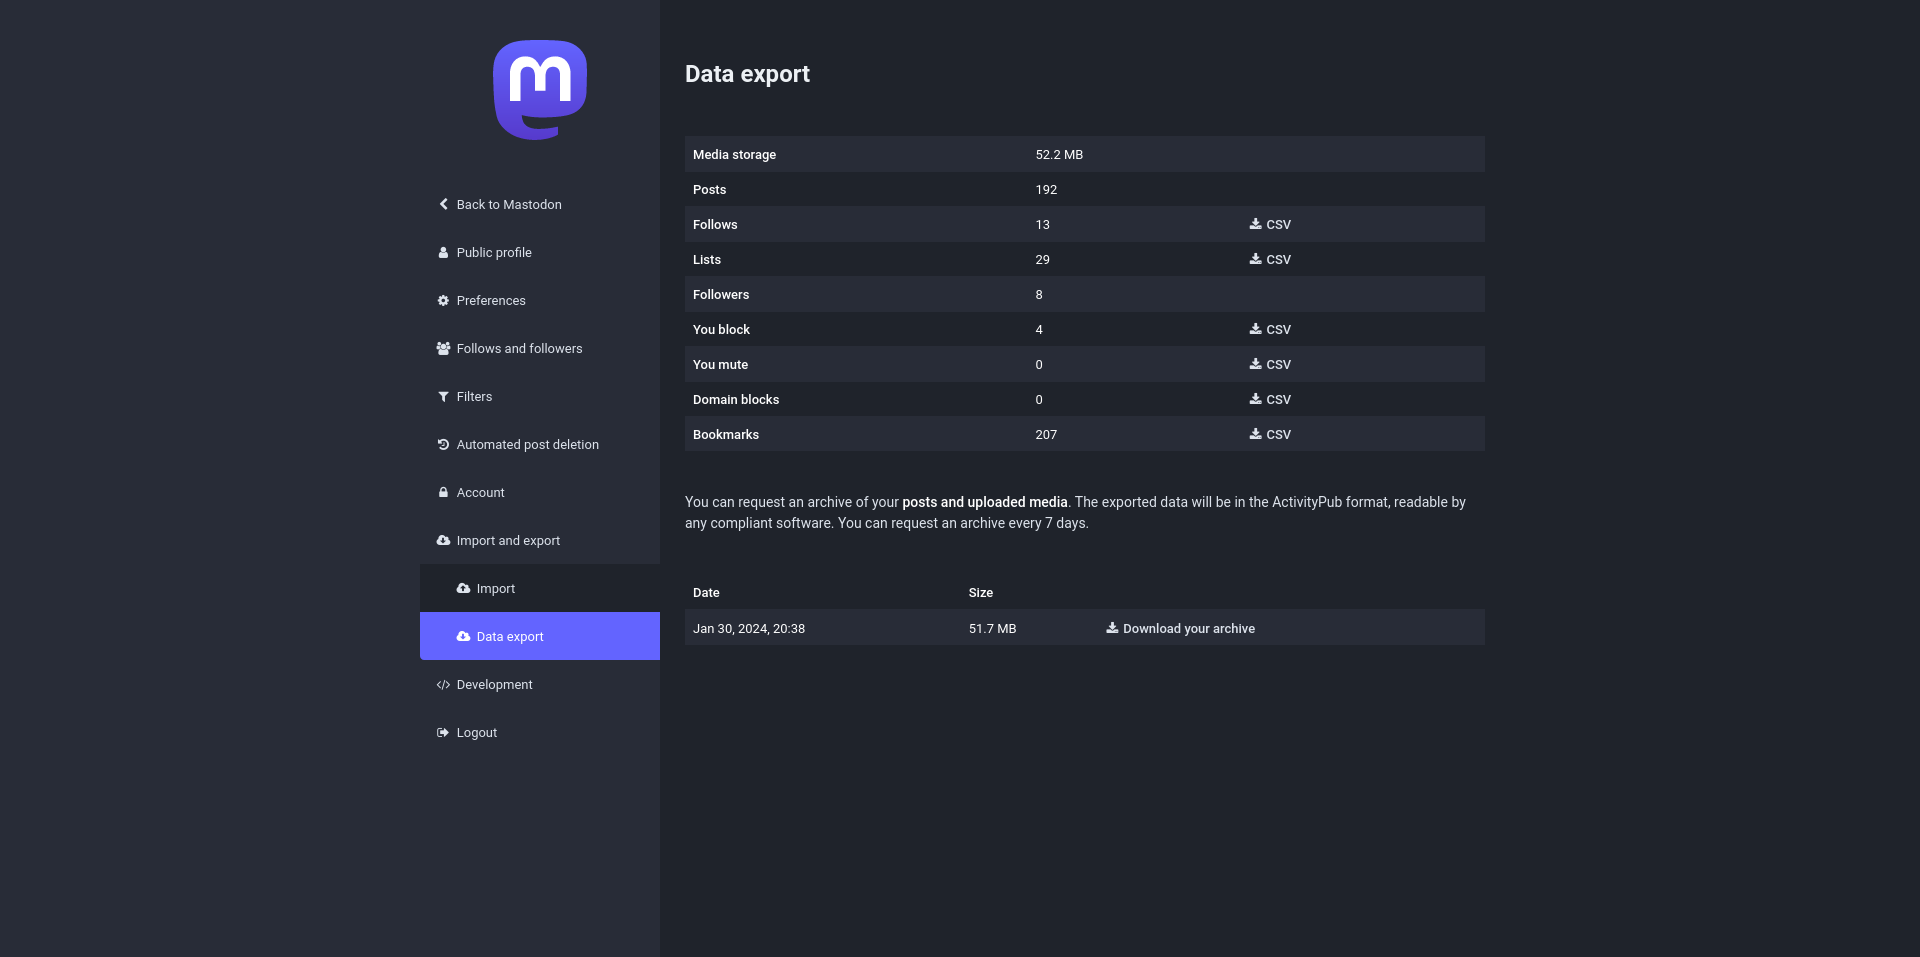 Back to Mastodon
Public profile
Preferences
Follows and followers
Filters
Automated post deletion
Account
Import and export
Import
Data export
Development
Logout
Data export
Media storage 52.2 MB
Posts 192
Follows 13 CSV
Lists 29 CSV
Followers 8
You block 4 CSV
You mute 0 CSV
Domain blocks 0 CSV
Bookmarks 207 CSV
You can request an archive of your posts and uploaded media. The exported data will be in the ActivityPub format, readable by
any compliant software. You can request an archive every 7 days.
Date Size
Jan 30, 2024, 20:38 51.7 MB Download your archive